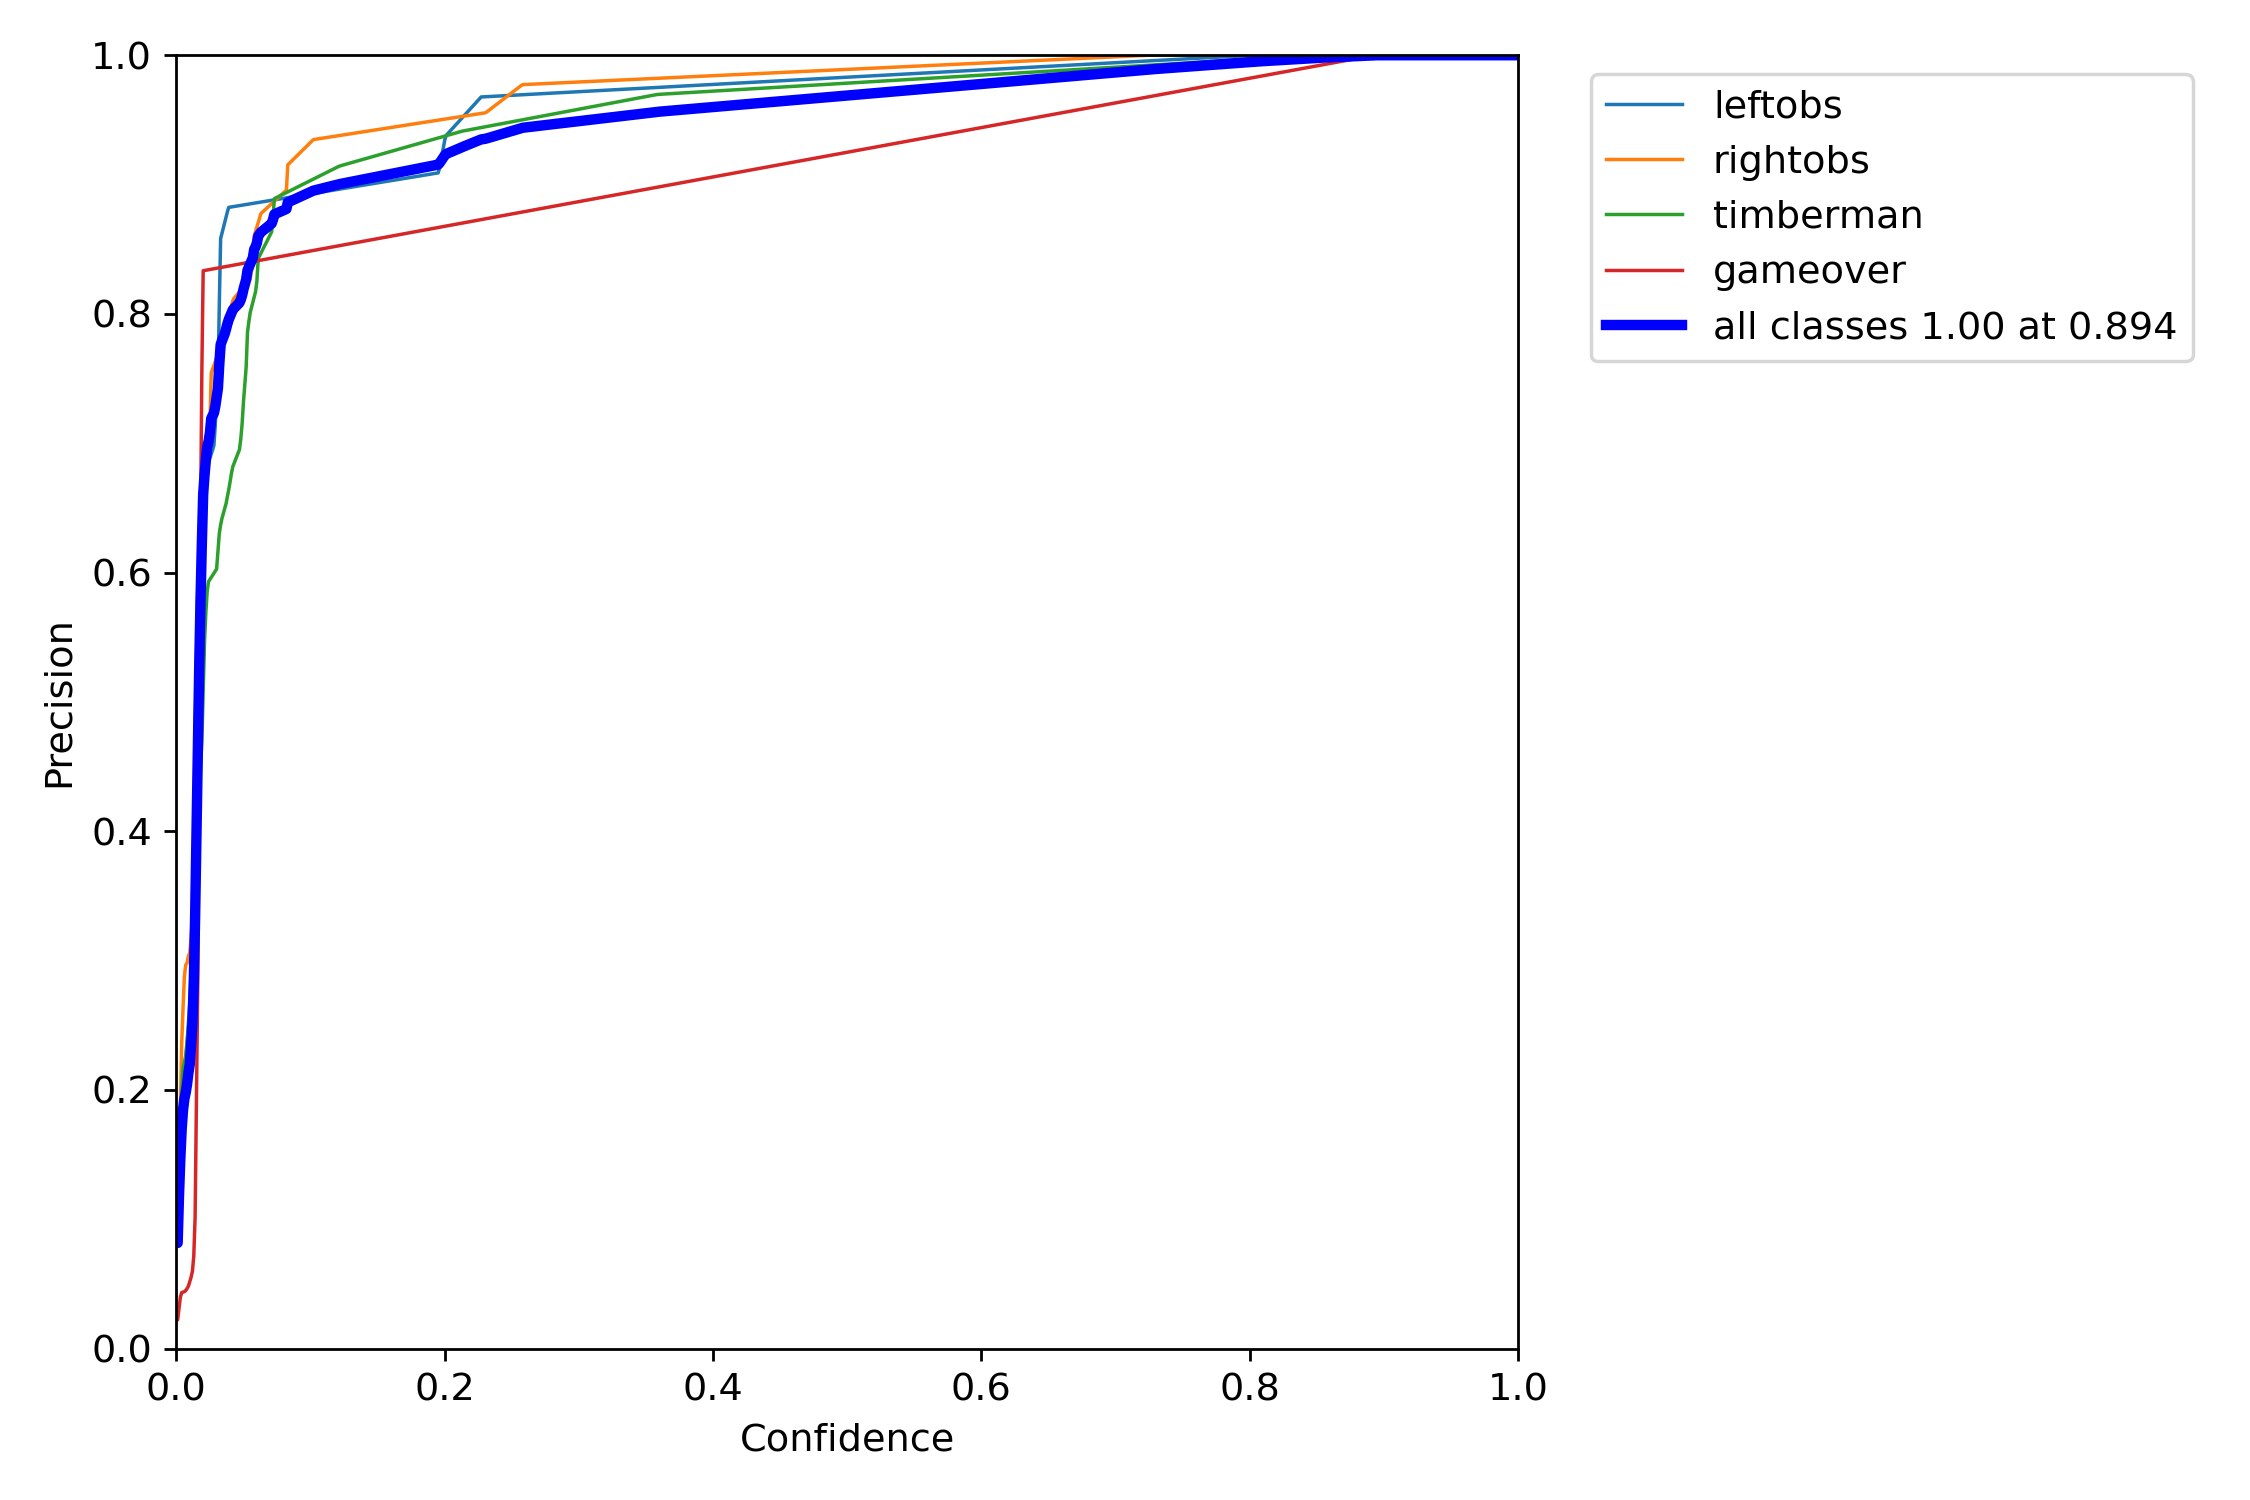 1.0
0.8
0.6
0.4
0.2
0.0
Precision
0.0 0.2 0.4 0.6 0.8 1.0
Confidence
leftobs
rightobs
timberman
gameover
all classes 1.00 at 0.894